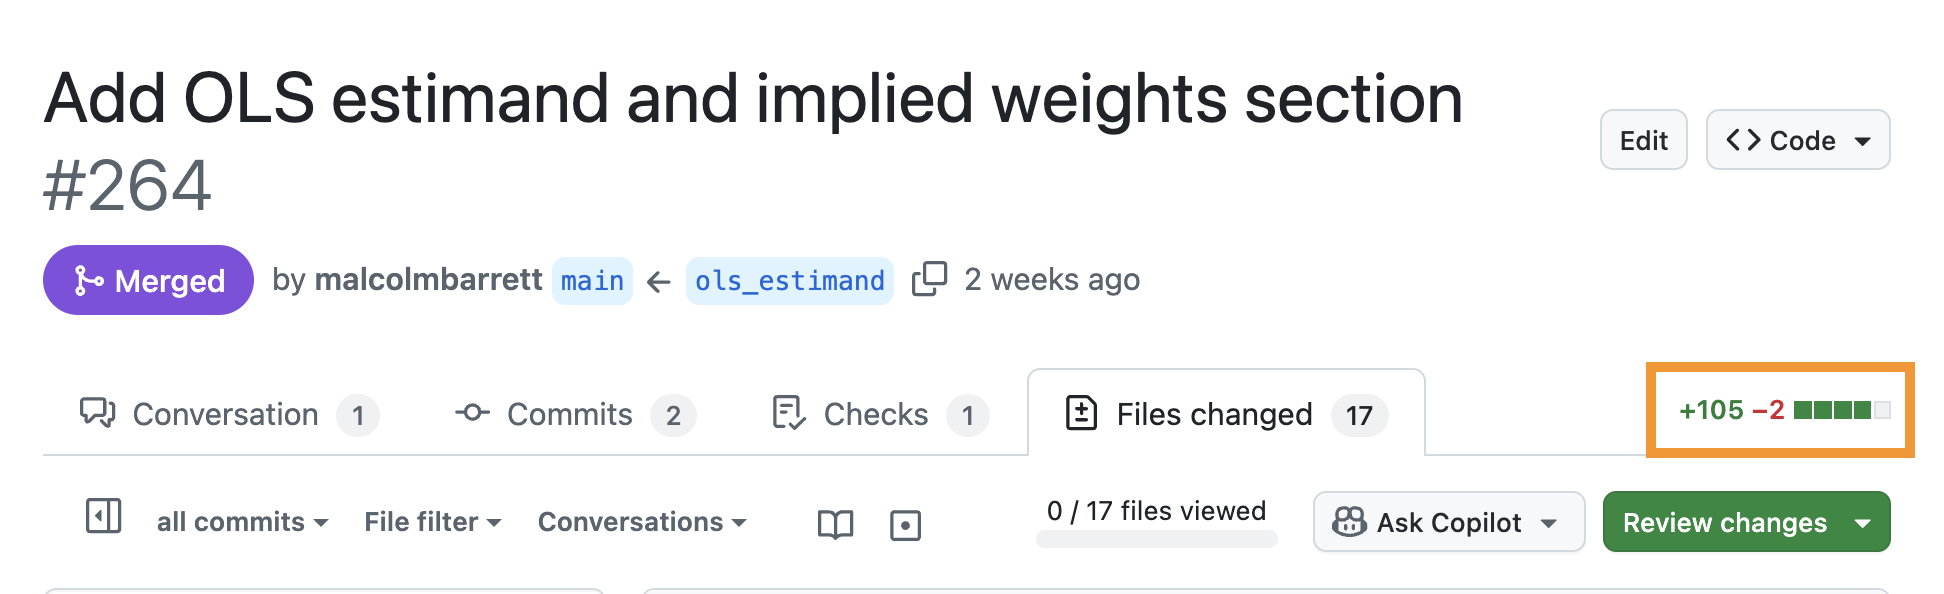 Add OLS estimand and implied weights section
#264
Edit
Code
Merged by malcolmbarrett main ← ols_estimand 2 weeks ago
Conversation 1 Commits 2 Checks 1 Files changed 17 +105 −2
all commits File filter Conversations 0 / 17 files viewed Ask Copilot Review changes